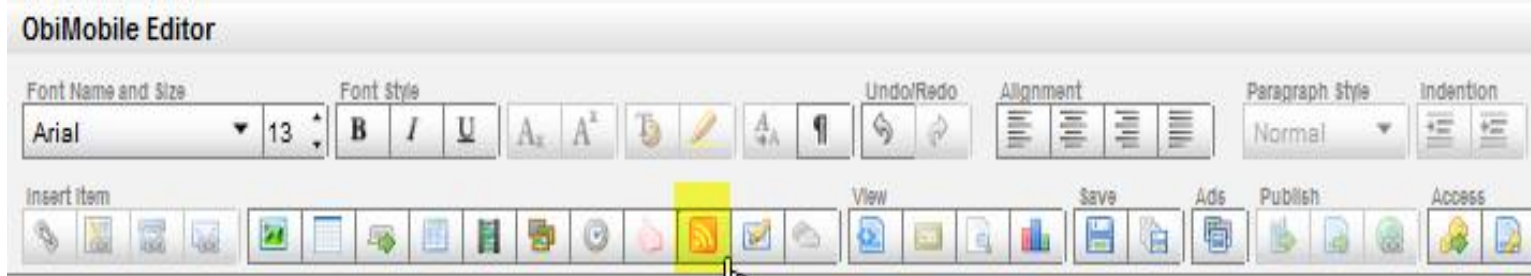 ObiMobile Editor
Font Name and Size Font Style Undo/Redo Alignment Paragraph Style Indention
Arial 13 B I U Normal
Insert Item View Save Ads Publish Access